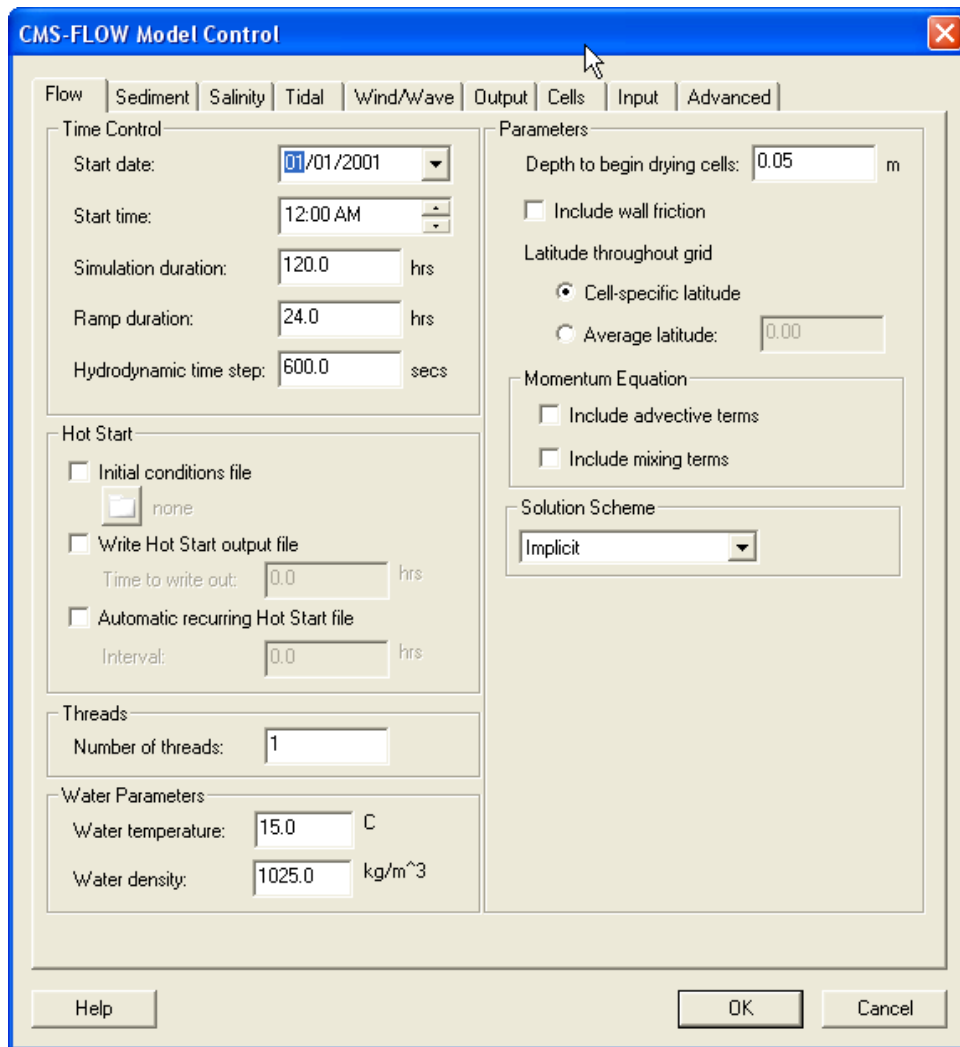 CMS-FLOW Model Control
Flow Sediment Salinity Tidal Wind/Wave Output Cells Input Advanced
Time Control
Start date: 01/01/2001
Start time: 12:00 AM
Simulation duration: 120.0 hrs
Ramp duration: 24.0 hrs
Hydrodynamic time step: 600.0 secs
Hot Start
Initial conditions file
none
Write Hot Start output file
Time to write out: 0.0 hrs
Automatic recurring Hot Start file
Interval: 0.0 hrs
Threads
Number of threads: 1
Water Parameters
Water temperature: 15.0 C
Water density: 1025.0 kg/m^3
Parameters
Depth to begin drying cells: 0.05 m
Include wall friction
Latitude throughout grid
Cell-specific latitude
Average latitude: 0.00
Momentum Equation
Include advective terms
Include mixing terms
Solution Scheme
Implicit
Help OK Cancel